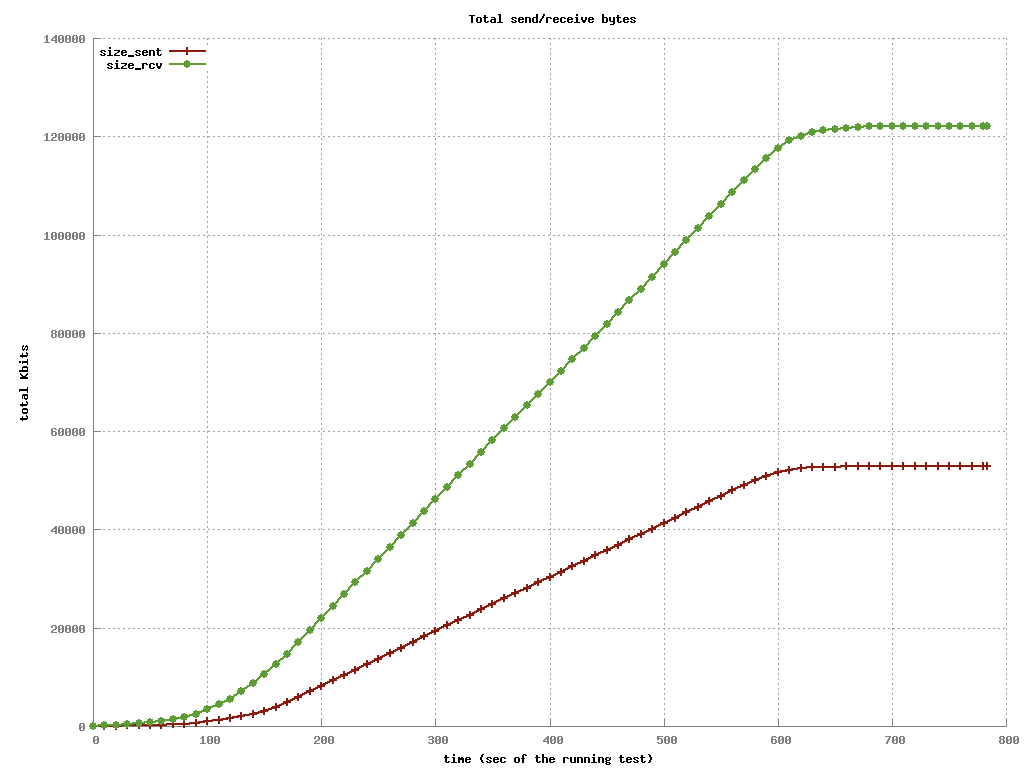 Total send/receive bytes
140000
size_sent
size_rcv
120000
100000
80000
total Kbits
60000
40000
20000
0
0 100 200 300 400 500 600 700 800
time (sec of the running test)